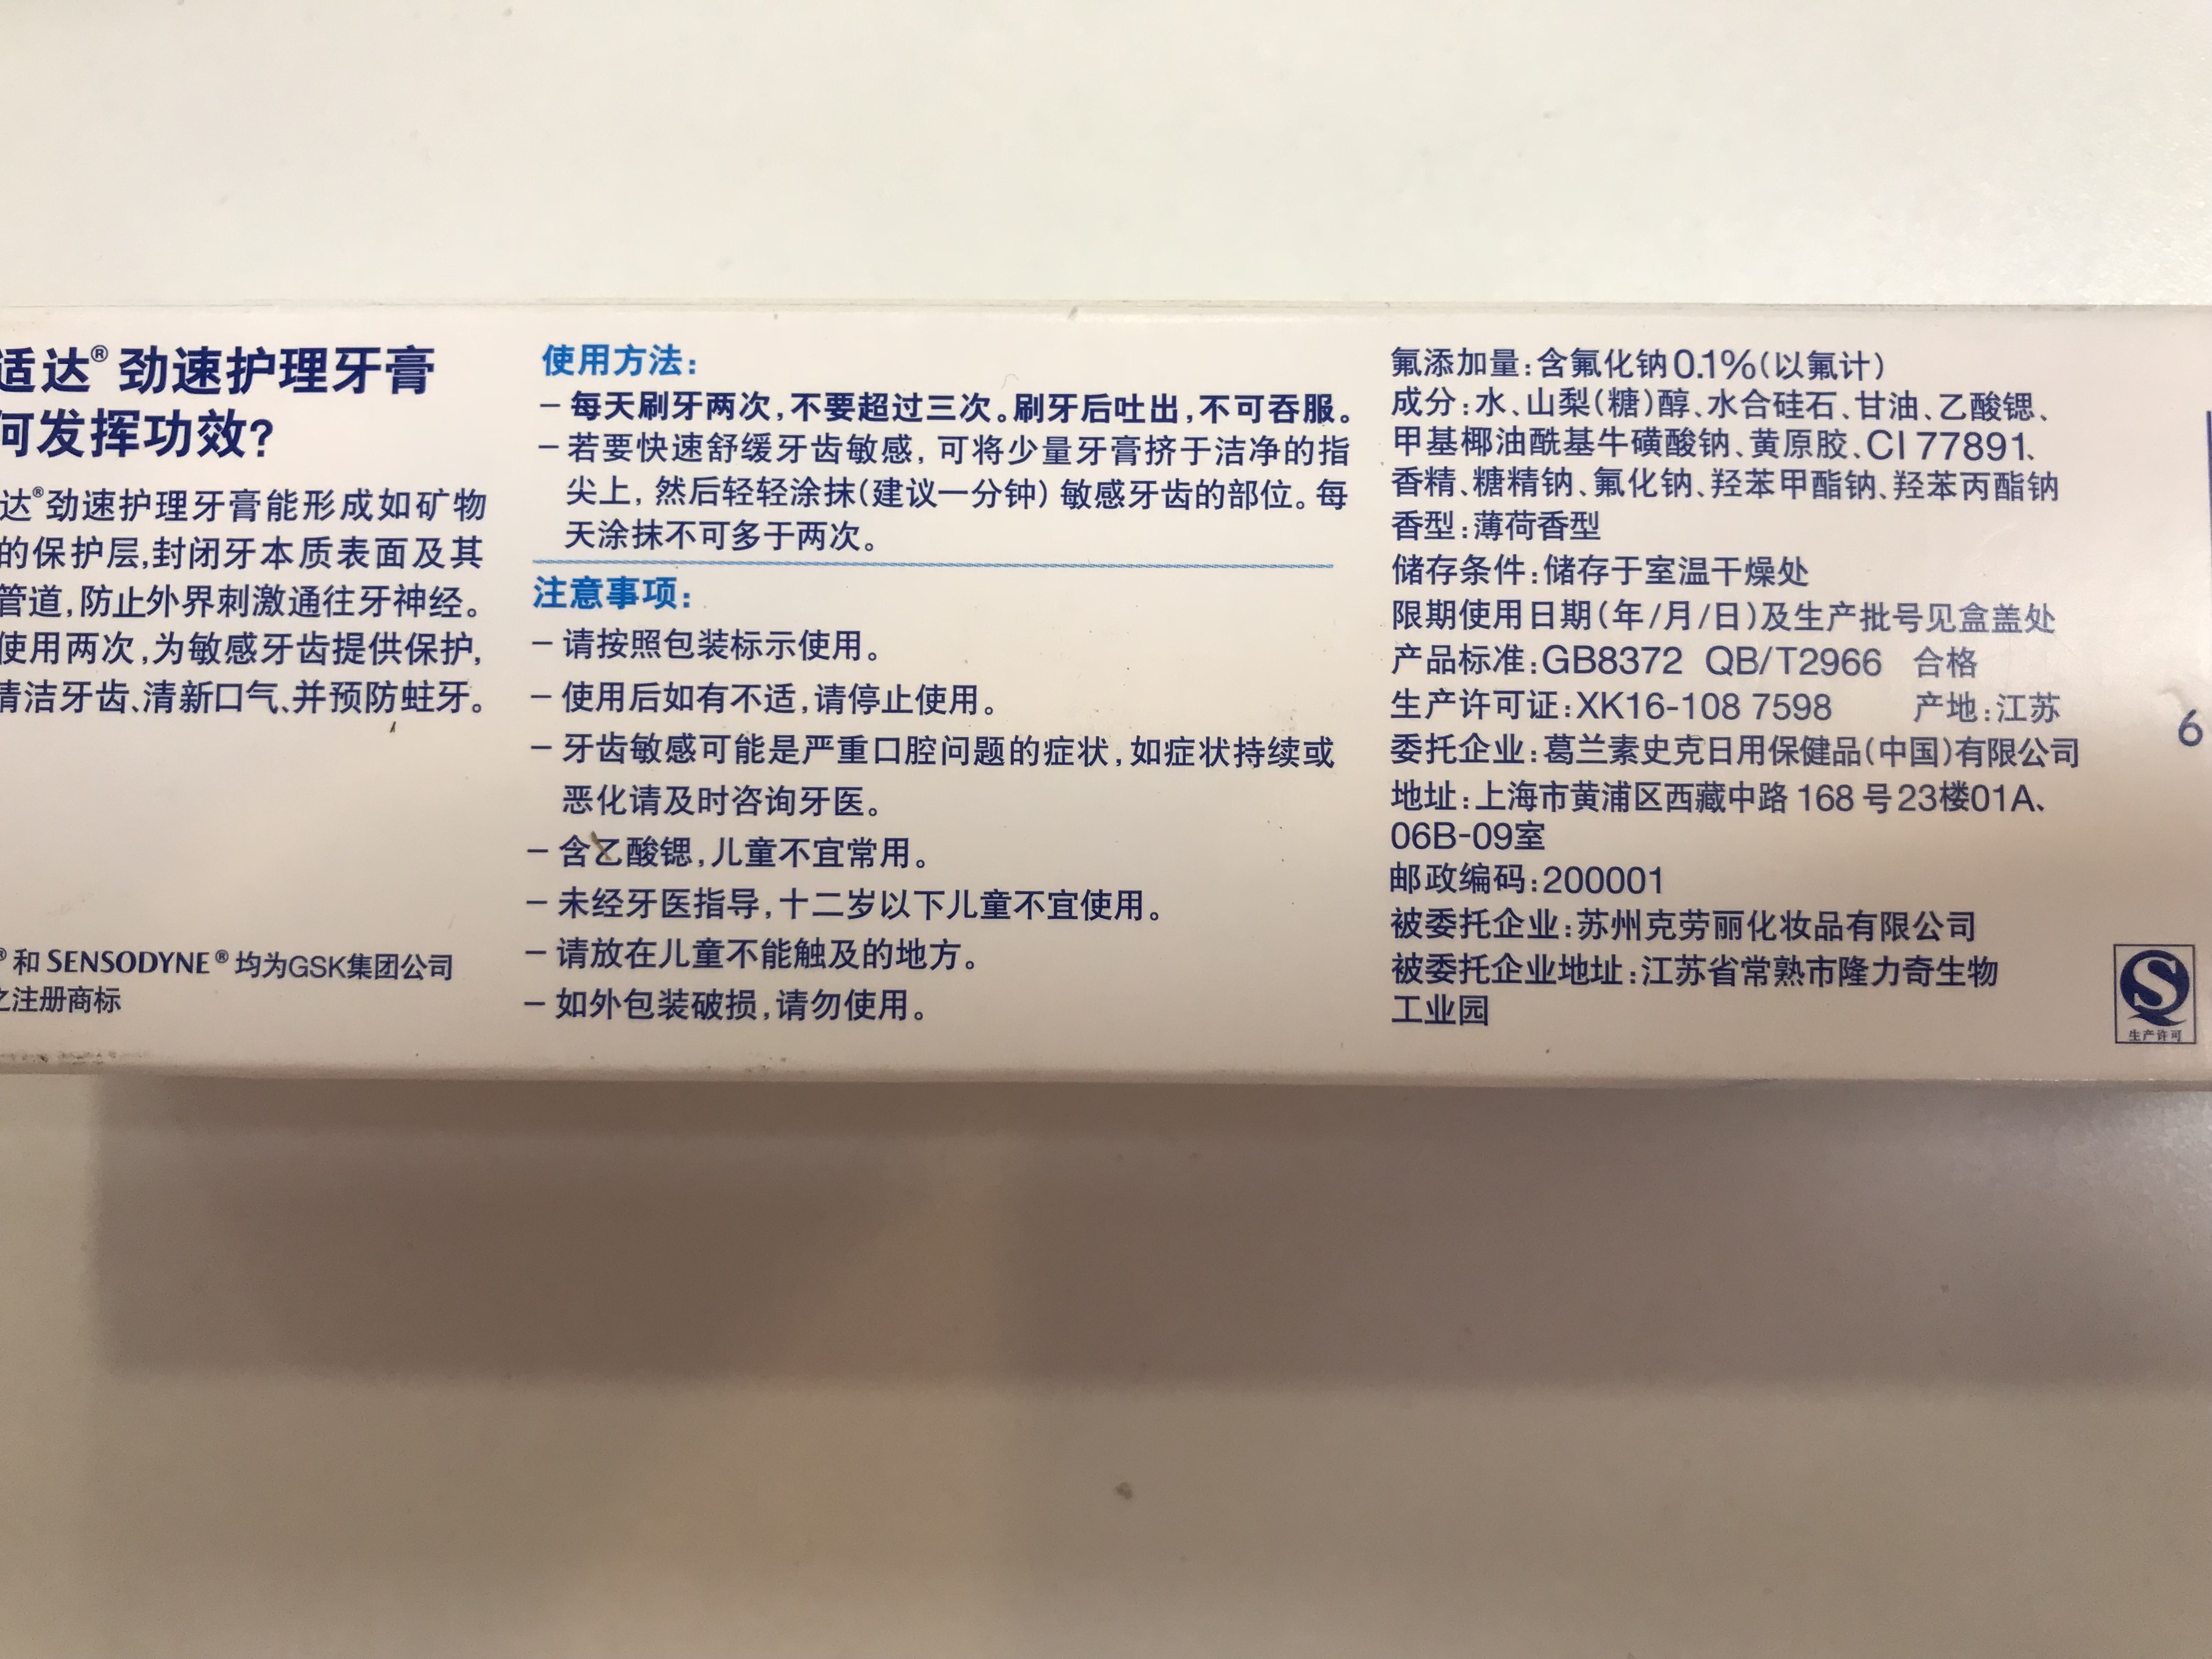 适达® 劲速护理牙膏
何发挥功效?
达®劲速护理牙膏能形成如矿物
的保护层,封闭牙本质表面及其
管道,防止外界刺激通往牙神经。
使用两次,为敏感牙齿提供保护,
清洁牙齿、清新口气、并预防蛀牙。
® 和 SENSODYNE® 均为GSK集团公司
之注册商标
使用方法:
– 每天刷牙两次,不要超过三次。刷牙后吐出,不可吞服。
– 若要快速舒缓牙齿敏感, 可将少量牙膏挤于洁净的指
尖上, 然后轻轻涂抹(建议一分钟) 敏感牙齿的部位。每
天涂抹不可多于两次。
注意事项:
– 请按照包装标示使用。
– 使用后如有不适,请停止使用。
– 牙齿敏感可能是严重口腔问题的症状,如症状持续或
恶化请及时咨询牙医。
– 含乙酸锶,儿童不宜常用。
– 未经牙医指导,十二岁以下儿童不宜使用。
– 请放在儿童不能触及的地方。
– 如外包装破损,请勿使用。
氟添加量:含氟化钠0.1%(以氟计)
成分:水、山梨(糖)醇、水合硅石、甘油、乙酸锶、
甲基椰油酰基牛磺酸钠、黄原胶、CI 77891、
香精、糖精钠、氟化钠、羟苯甲酯钠、羟苯丙酯钠
香型:薄荷香型
储存条件:储存于室温干燥处
限期使用日期(年/月/日)及生产批号见盒盖处
产品标准:GB8372 QB/T2966 合格
生产许可证:XK16-108 7598 产地:江苏
委托企业:葛兰素史克日用保健品(中国)有限公司
地址:上海市黄浦区西藏中路 168 号 23楼01A、
06B-09室
邮政编码:200001
被委托企业:苏州克劳丽化妆品有限公司
被委托企业地址:江苏省常熟市隆力奇生物
工业园
6
生产许可